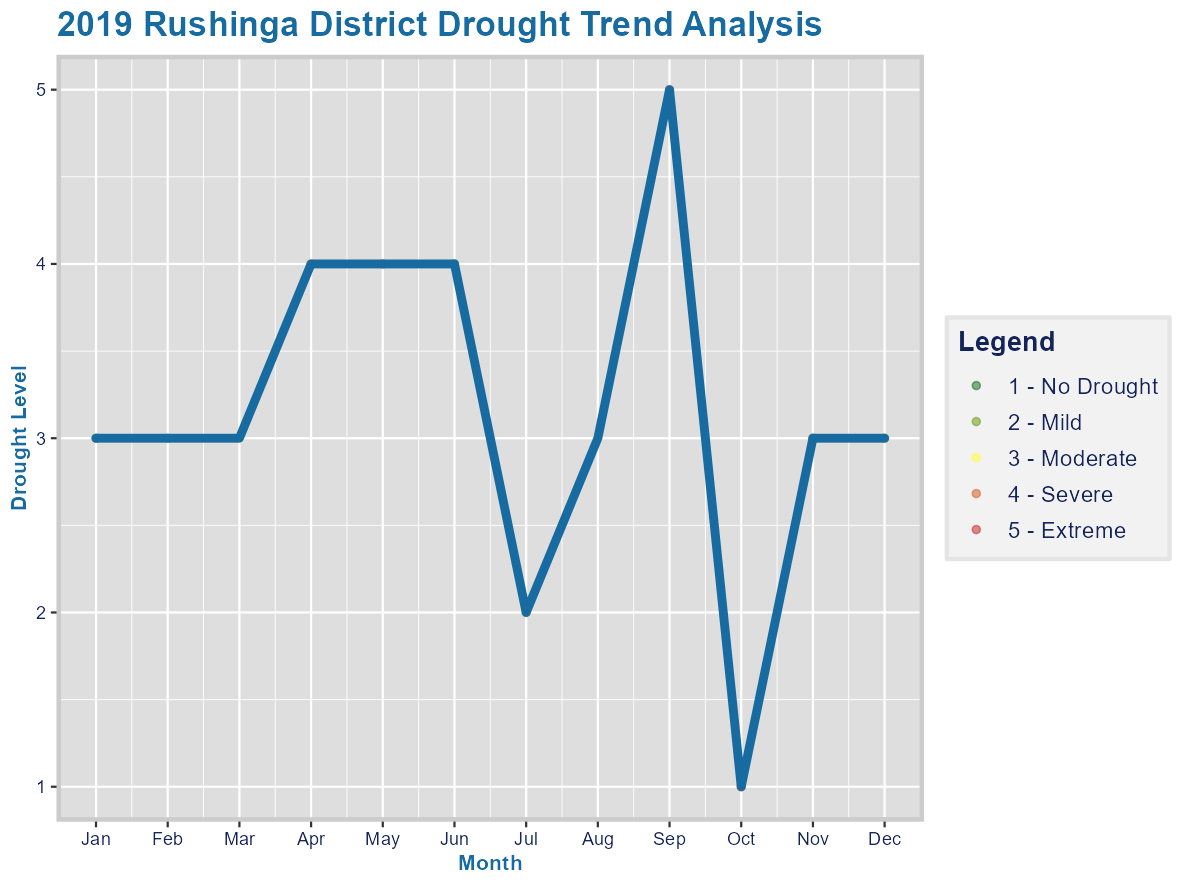 2019 Rushinga District Drought Trend Analysis
5
4
3
2
1
Drought Level
Jan Feb Mar Apr May Jun Jul Aug Sep Oct Nov Dec
Month
Legend
1 - No Drought
2 - Mild
3 - Moderate
4 - Severe
5 - Extreme